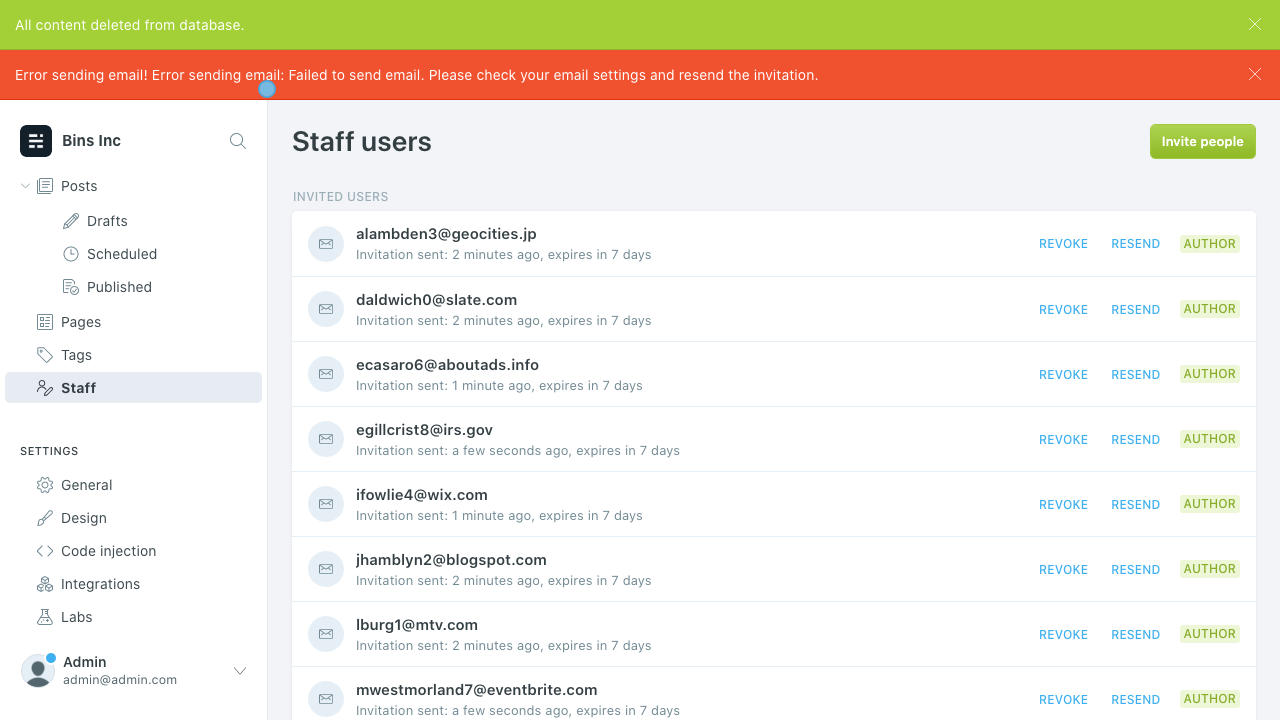 All content deleted from database.
Error sending email! Error sending email: Failed to send email. Please check your email settings and resend the invitation.
Bins Inc
Posts
Drafts
Scheduled
Published
Pages
Tags
Staff
SETTINGS
General
Design
Code injection
Integrations
Labs
Admin
admin@admin.com
Staff users
Invite people
INVITED USERS
alambden3@geocities.jp
Invitation sent: 2 minutes ago, expires in 7 days
REVOKE RESEND AUTHOR
daldwich0@slate.com
Invitation sent: 2 minutes ago, expires in 7 days
REVOKE RESEND AUTHOR
ecasaro6@aboutads.info
Invitation sent: 1 minute ago, expires in 7 days
REVOKE RESEND AUTHOR
egillcrist8@irs.gov
Invitation sent: a few seconds ago, expires in 7 days
REVOKE RESEND AUTHOR
ifowlie4@wix.com
Invitation sent: 1 minute ago, expires in 7 days
REVOKE RESEND AUTHOR
jhamblyn2@blogspot.com
Invitation sent: 2 minutes ago, expires in 7 days
REVOKE RESEND AUTHOR
lburg1@mtv.com
Invitation sent: 2 minutes ago, expires in 7 days
REVOKE RESEND AUTHOR
mwestmorland7@eventbrite.com
Invitation sent: a few seconds ago, expires in 7 days
REVOKE RESEND AUTHOR